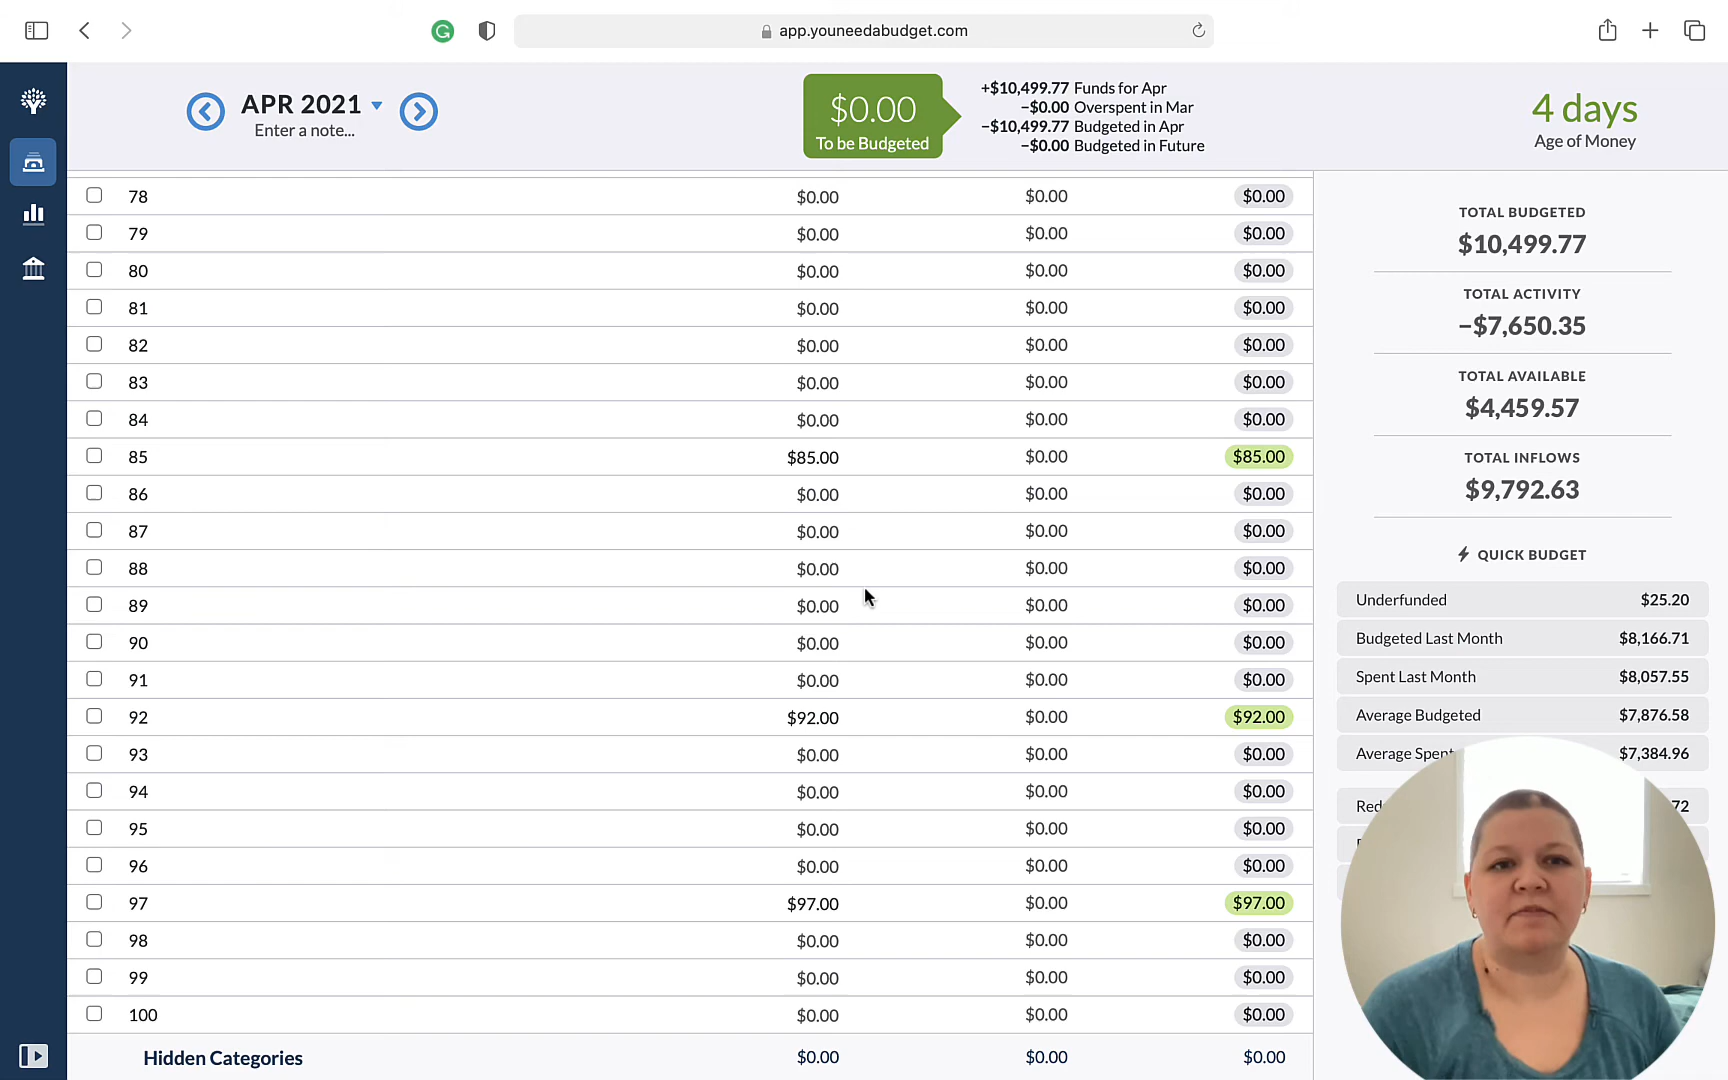 app.youneedabudget.com
APR 2021
Enter a note...
$0.00
To be Budgeted
+$10,499.77 Funds for Apr
−$0.00 Overspent in Mar
−$10,499.77 Budgeted in Apr
−$0.00 Budgeted in Future
4 days
Age of Money
78 $0.00 $0.00 $0.00
79 $0.00 $0.00 $0.00
80 $0.00 $0.00 $0.00
81 $0.00 $0.00 $0.00
82 $0.00 $0.00 $0.00
83 $0.00 $0.00 $0.00
84 $0.00 $0.00 $0.00
85 $85.00 $0.00 $85.00
86 $0.00 $0.00 $0.00
87 $0.00 $0.00 $0.00
88 $0.00 $0.00 $0.00
89 $0.00 $0.00 $0.00
90 $0.00 $0.00 $0.00
91 $0.00 $0.00 $0.00
92 $92.00 $0.00 $92.00
93 $0.00 $0.00 $0.00
94 $0.00 $0.00 $0.00
95 $0.00 $0.00 $0.00
96 $0.00 $0.00 $0.00
97 $97.00 $0.00 $97.00
98 $0.00 $0.00 $0.00
99 $0.00 $0.00 $0.00
100 $0.00 $0.00 $0.00
Hidden Categories $0.00 $0.00 $0.00
TOTAL BUDGETED
$10,499.77
TOTAL ACTIVITY
−$7,650.35
TOTAL AVAILABLE
$4,459.57
TOTAL INFLOWS
$9,792.63
QUICK BUDGET
Underfunded $25.20
Budgeted Last Month $8,166.71
Spent Last Month $8,057.55
Average Budgeted $7,876.58
Average Spent $7,384.96